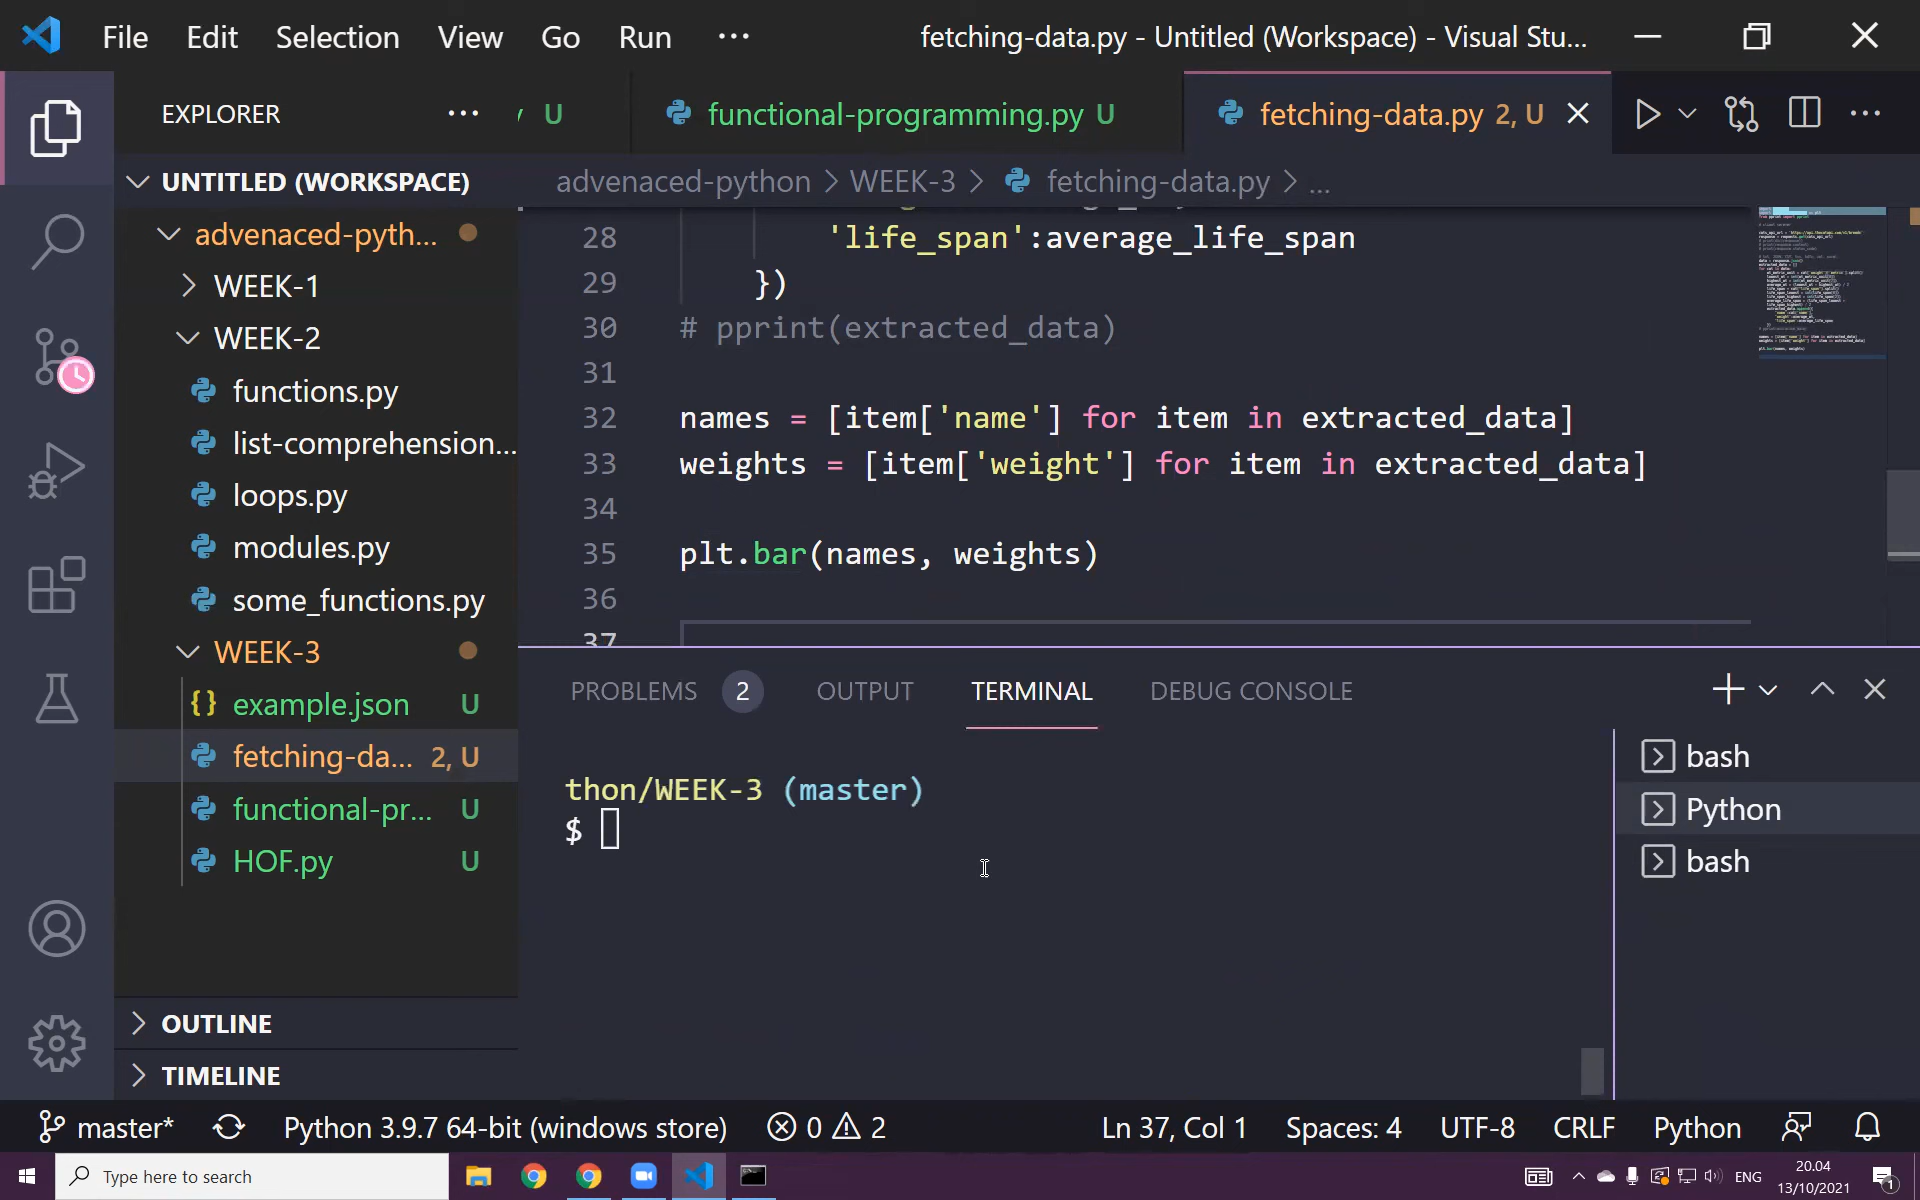 File Edit Selection View Go Run ··· fetching-data.py - Untitled (Workspace) - Visual Stu...
EXPLORER ··· y U functional-programming.py U fetching-data.py 2, U
UNTITLED (WORKSPACE)
advenaced-python > WEEK-3 > fetching-data.py > ...
advenaced-pyth...
WEEK-1
WEEK-2
functions.py
list-comprehension...
loops.py
modules.py
some_functions.py
WEEK-3
example.json U
fetching-da... 2, U
functional-pr... U
HOF.py U
OUTLINE
TIMELINE
28 'life_span':average_life_span
29 })
30 # pprint(extracted_data)
31
32 names = [item['name'] for item in extracted_data]
33 weights = [item['weight'] for item in extracted_data]
34
35 plt.bar(names, weights)
36
37
PROBLEMS 2 OUTPUT TERMINAL DEBUG CONSOLE
thon/WEEK-3 (master)
$
bash
Python
bash
master* Python 3.9.7 64-bit (windows store) 0 2 Ln 37, Col 1 Spaces: 4 UTF-8 CRLF Python
Type here to search ENG 20.04
13/10/2021 1